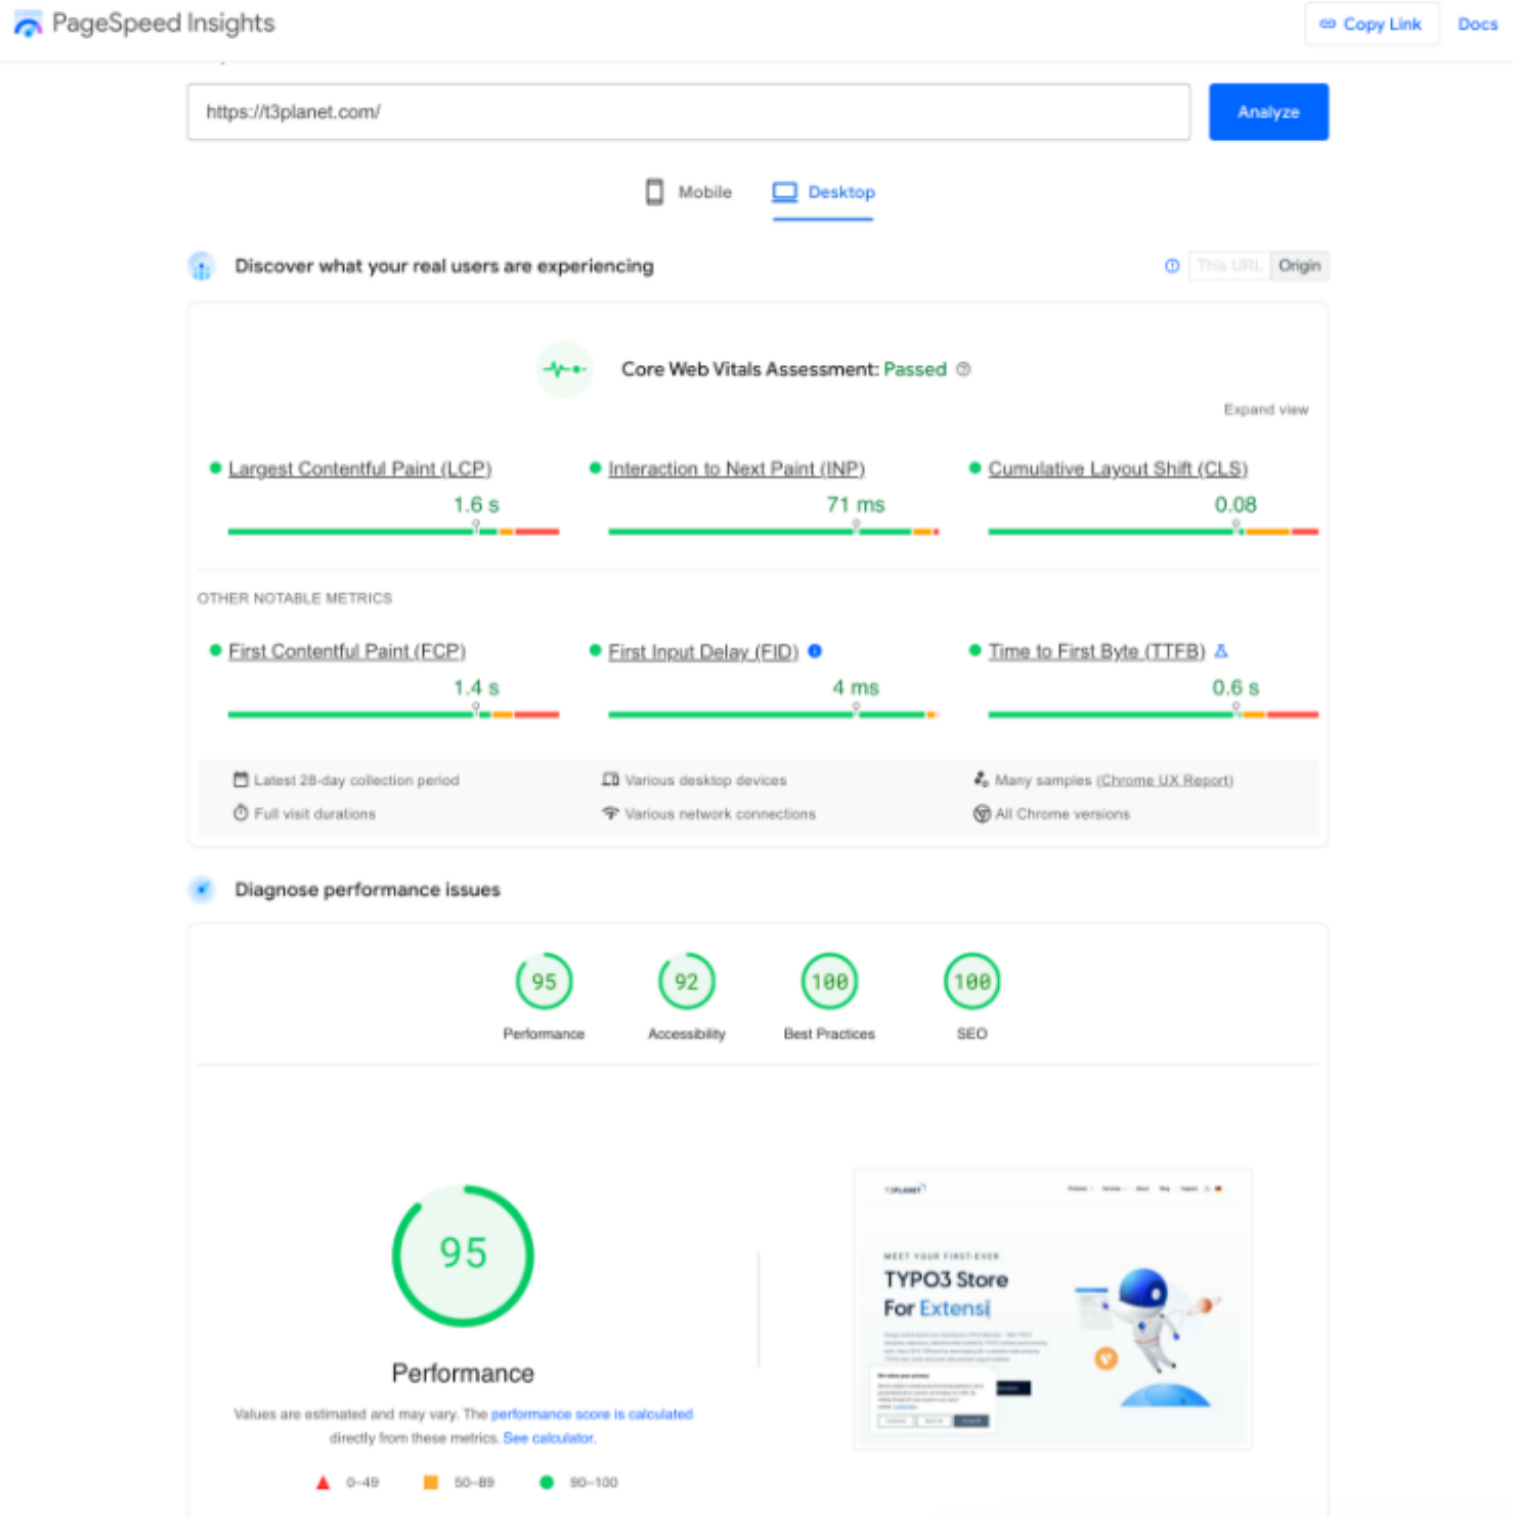 PageSpeed Insights
Copy Link
Docs
https://t3planet.com/
Analyze
Mobile
Desktop
Discover what your real users are experiencing
This URL
Origin
Core Web Vitals Assessment: Passed
Expand view
Largest Contentful Paint (LCP)
1.6 s
Interaction to Next Paint (INP)
71 ms
Cumulative Layout Shift (CLS)
0.08
OTHER NOTABLE METRICS
First Contentful Paint (FCP)
1.4 s
First Input Delay (FID)
4 ms
Time to First Byte (TTFB)
0.6 s
Latest 28-day collection period
Various desktop devices
Many samples (Chrome UX Report)
Full visit durations
Various network connections
All Chrome versions
Diagnose performance issues
95
Performance
92
Accessibility
100
Best Practices
100
SEO
95
Performance
Values are estimated and may vary. The performance score is calculated
directly from these metrics. See calculator.
0–49
50–89
90–100
T3PLANET
MEET YOUR FIRST-EVER
TYPO3 Store
For Extensi